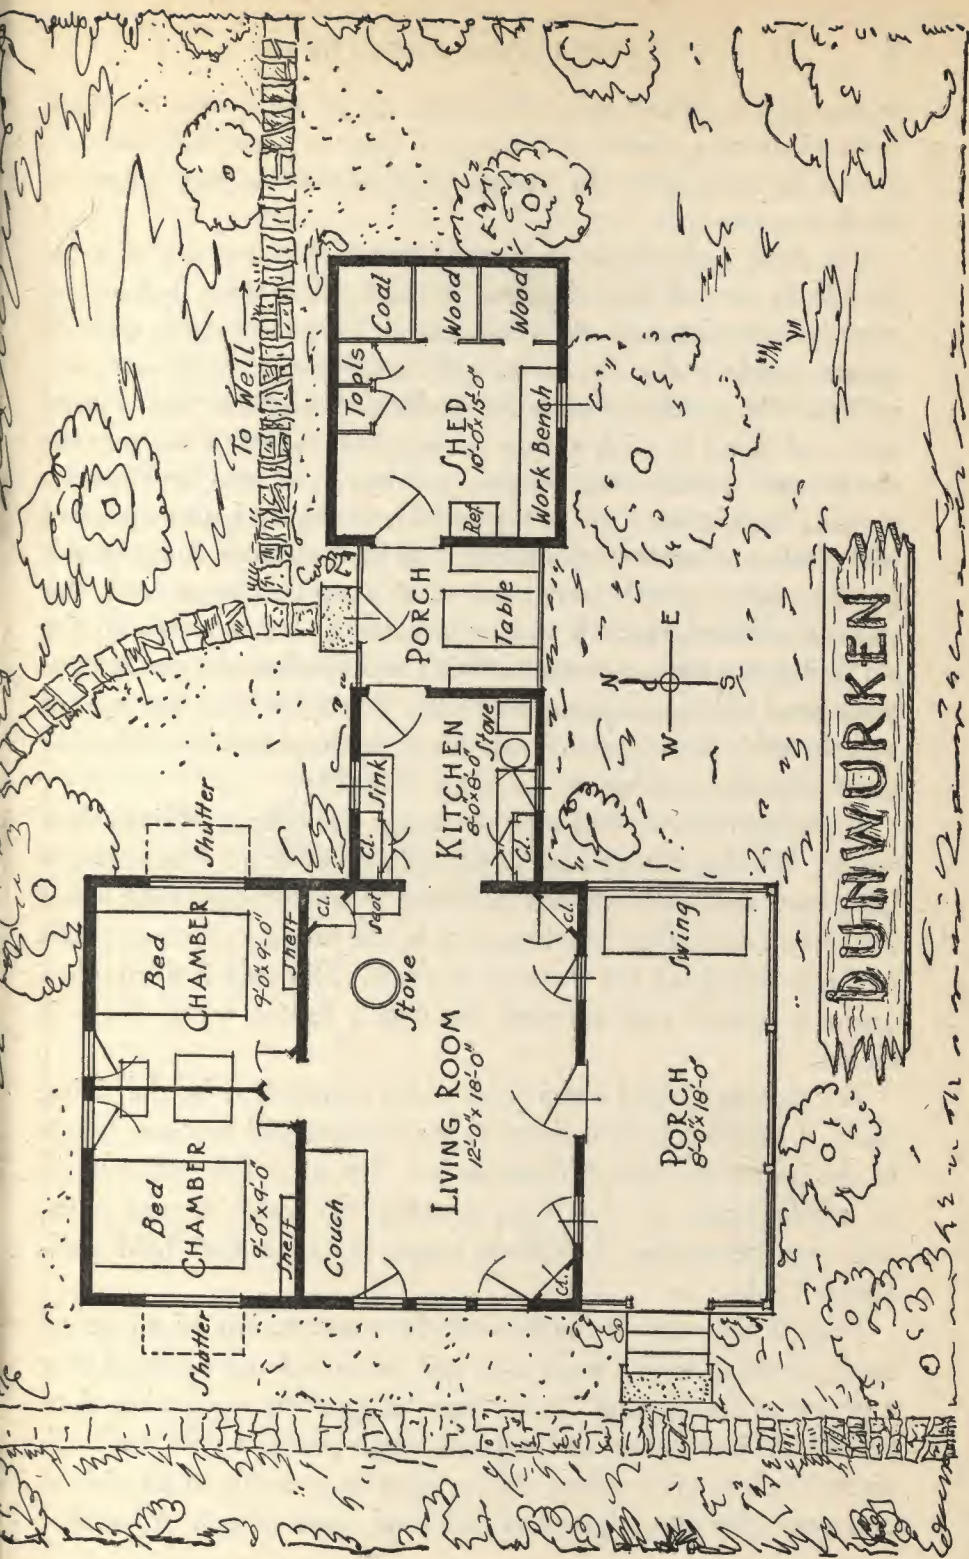 Shutter
Bed
CHAMBER
9'-0"x9'-0"
Shelf
Bed
CHAMBER
9'-0"x9'-0"
Shelf
Shutter
To Well
Couch
LIVING ROOM
12'-0" x 18'-0"
Stove
Cl.
Seat
Cl.
Cl.
Cl.
Sink
KITCHEN
8'-0"x8'-0"
Stove
Cl.
PORCH
Table
Tools
Coal
Wood
Wood
SHED
10'-0"x15'-0"
Ref.
Work Bench
PORCH
8'-0"x18'-0"
Swing
N
W
E
S
DUNWURKEN